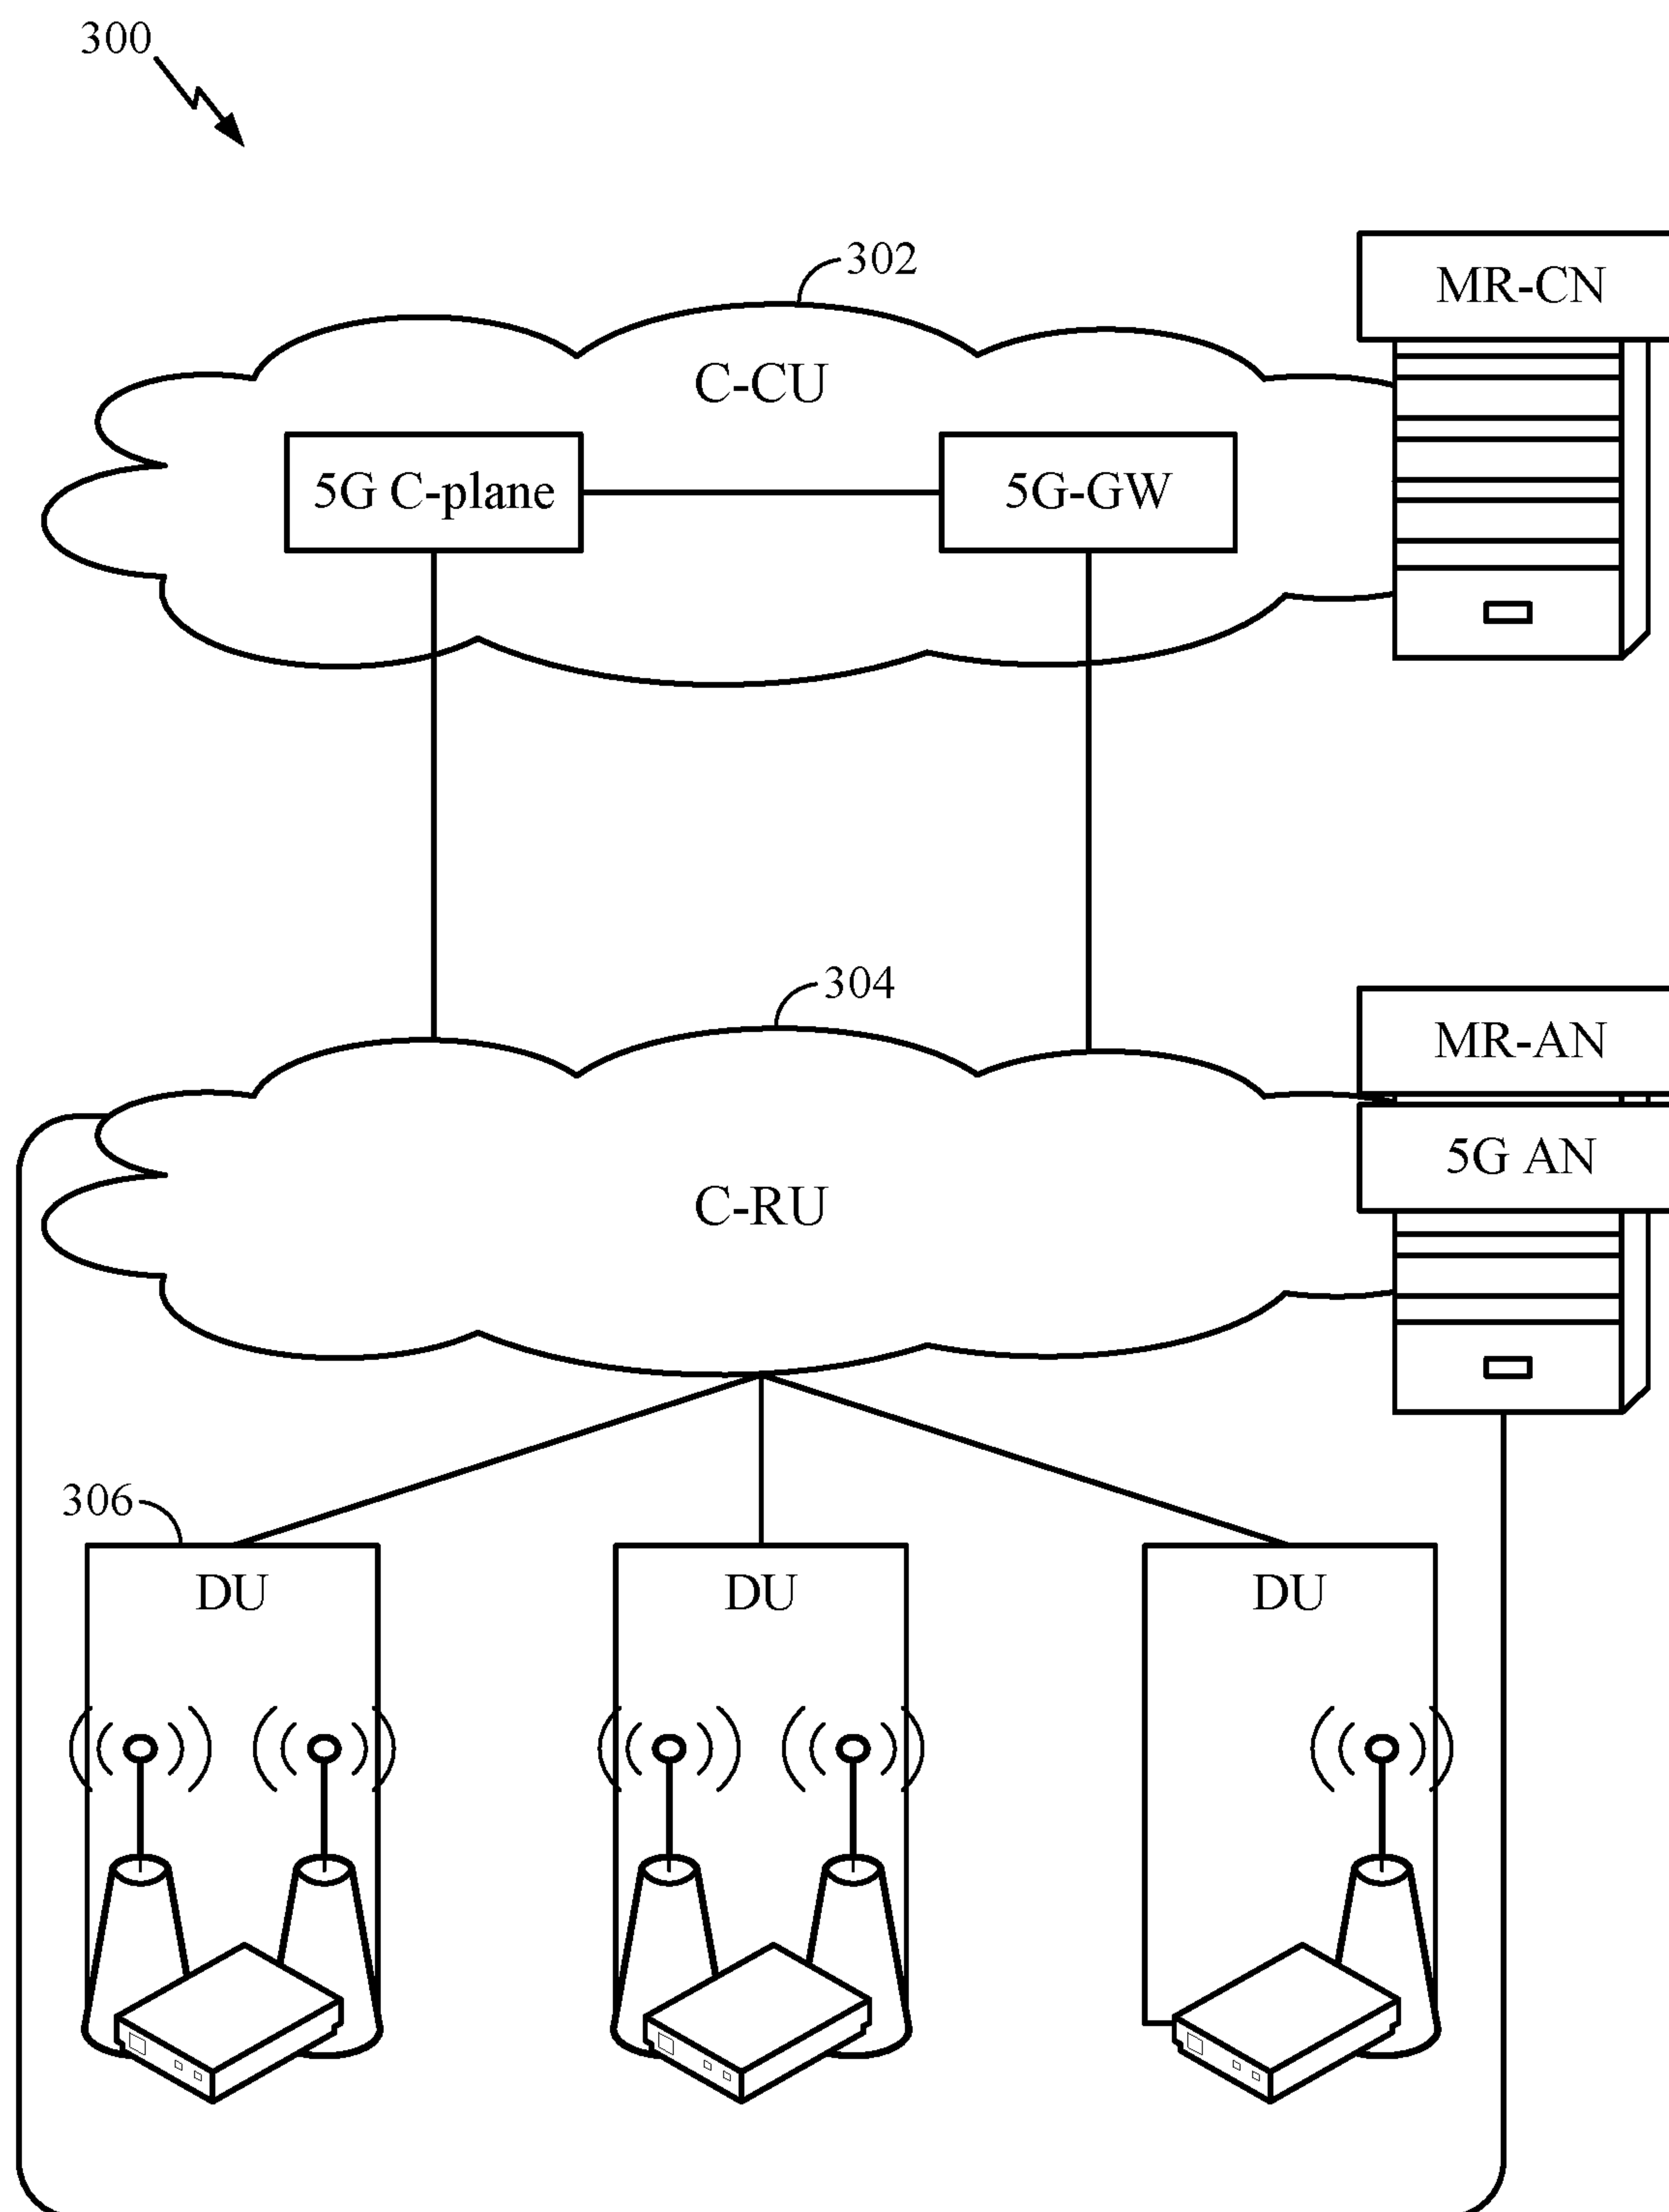 300
302
MR-CN
C-CU
5G C-plane
5G-GW
304
MR-AN
5G AN
C-RU
306
DU
DU
DU